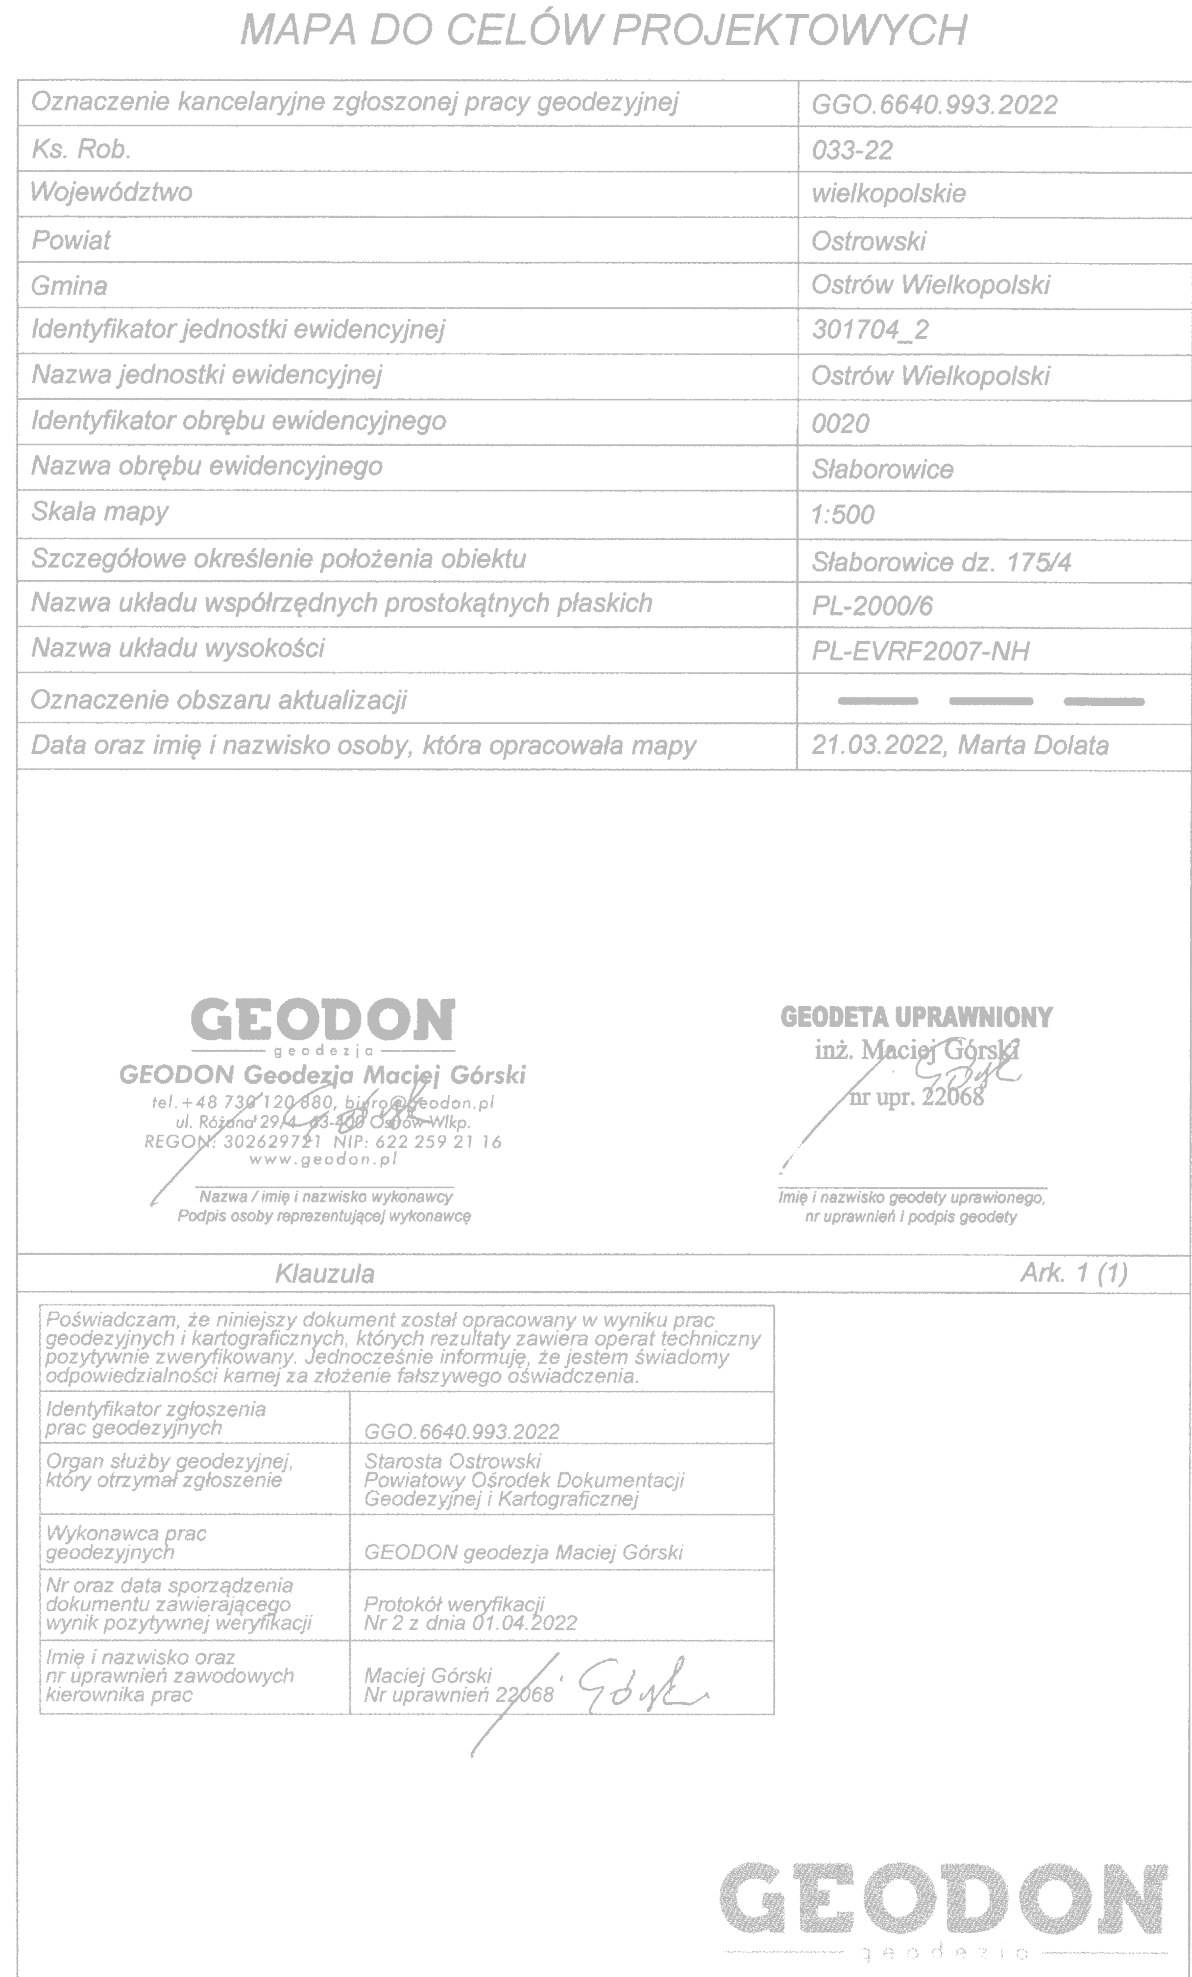 MAPA DO CELÓW PROJEKTOWYCH
Oznaczenie kancelaryjne zgłoszonej pracy geodezyjnej GGO.6640.993.2022
Ks. Rob. 033-22
Województwo wielkopolskie
Powiat Ostrowski
Gmina Ostrów Wielkopolski
Identyfikator jednostki ewidencyjnej 301704_2
Nazwa jednostki ewidencyjnej Ostrów Wielkopolski
Identyfikator obrębu ewidencyjnego 0020
Nazwa obrębu ewidencyjnego Słaborowice
Skala mapy 1:500
Szczegółowe określenie położenia obiektu Słaborowice dz. 175/4
Nazwa układu współrzędnych prostokątnych płaskich PL-2000/6
Nazwa układu wysokości PL-EVRF2007-NH
Oznaczenie obszaru aktualizacji
Data oraz imię i nazwisko osoby, która opracowała mapy 21.03.2022, Marta Dolata
GEODON
geodezja
GEODON Geodezja Maciej Górski
tel.+48 730 120 880, biuro@geodon.pl
ul. Różana 29/4 63-400 Ostrów Wlkp.
REGON: 302629721 NIP: 622 259 21 16
www.geodon.pl
Nazwa / imię i nazwisko wykonawcy
Podpis osoby reprezentującej wykonawcę
GEODETA UPRAWNIONY
inż. Maciej Górski
nr upr. 22068
Imię i nazwisko geodety uprawionego,
nr uprawnień i podpis geodety
Klauzula Ark. 1 (1)
Poświadczam, że niniejszy dokument został opracowany w wyniku prac
geodezyjnych i kartograficznych, których rezultaty zawiera operat techniczny
pozytywnie zweryfikowany. Jednocześnie informuję, że jestem świadomy
odpowiedzialności karnej za złożenie fałszywego oświadczenia.
Identyfikator zgłoszenia
prac geodezyjnych GGO.6640.993.2022
Organ służby geodezyjnej,
który otrzymał zgłoszenie
Starosta Ostrowski
Powiatowy Ośrodek Dokumentacji
Geodezyjnej i Kartograficznej
Wykonawca prac
geodezyjnych GEODON geodezja Maciej Górski
Nr oraz data sporządzenia
dokumentu zawierającego
wynik pozytywnej weryfikacji
Protokół weryfikacji
Nr 2 z dnia 01.04.2022
Imię i nazwisko oraz
nr uprawnień zawodowych
kierownika prac
Maciej Górski
Nr uprawnień 22068
GEODON
geodezja